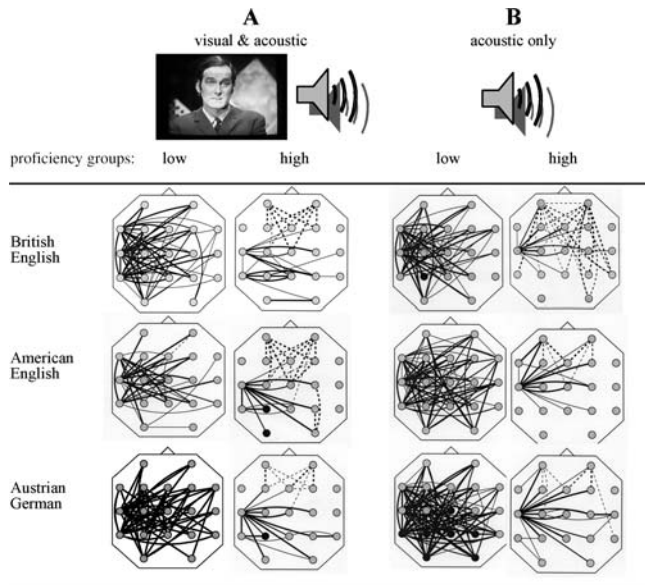 A B
visual & acoustic acoustic only
proficiency groups: low high low high
British
English
American
English
Austrian
German